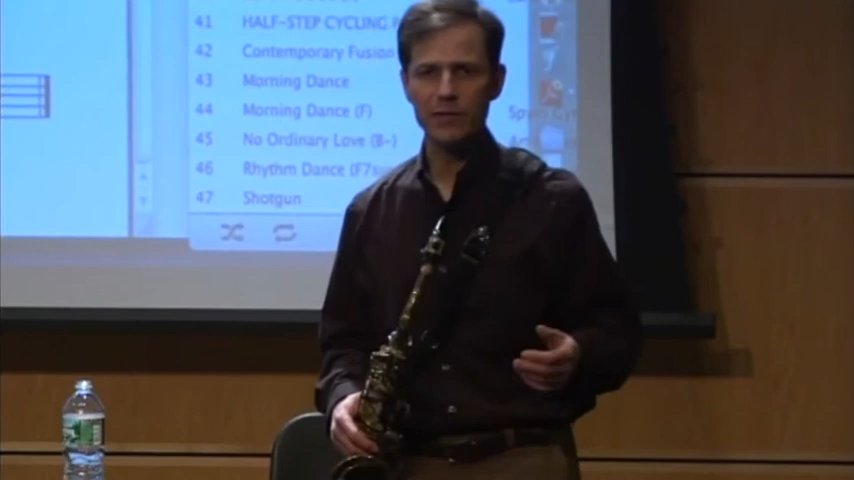 41 HALF-STEP CYCLING
42 Contemporary Fusion
43 Morning Dance
44 Morning Dance (F)
45 No Ordinary Love (B-)
46 Rhythm Dance (F7su
47 Shotgun